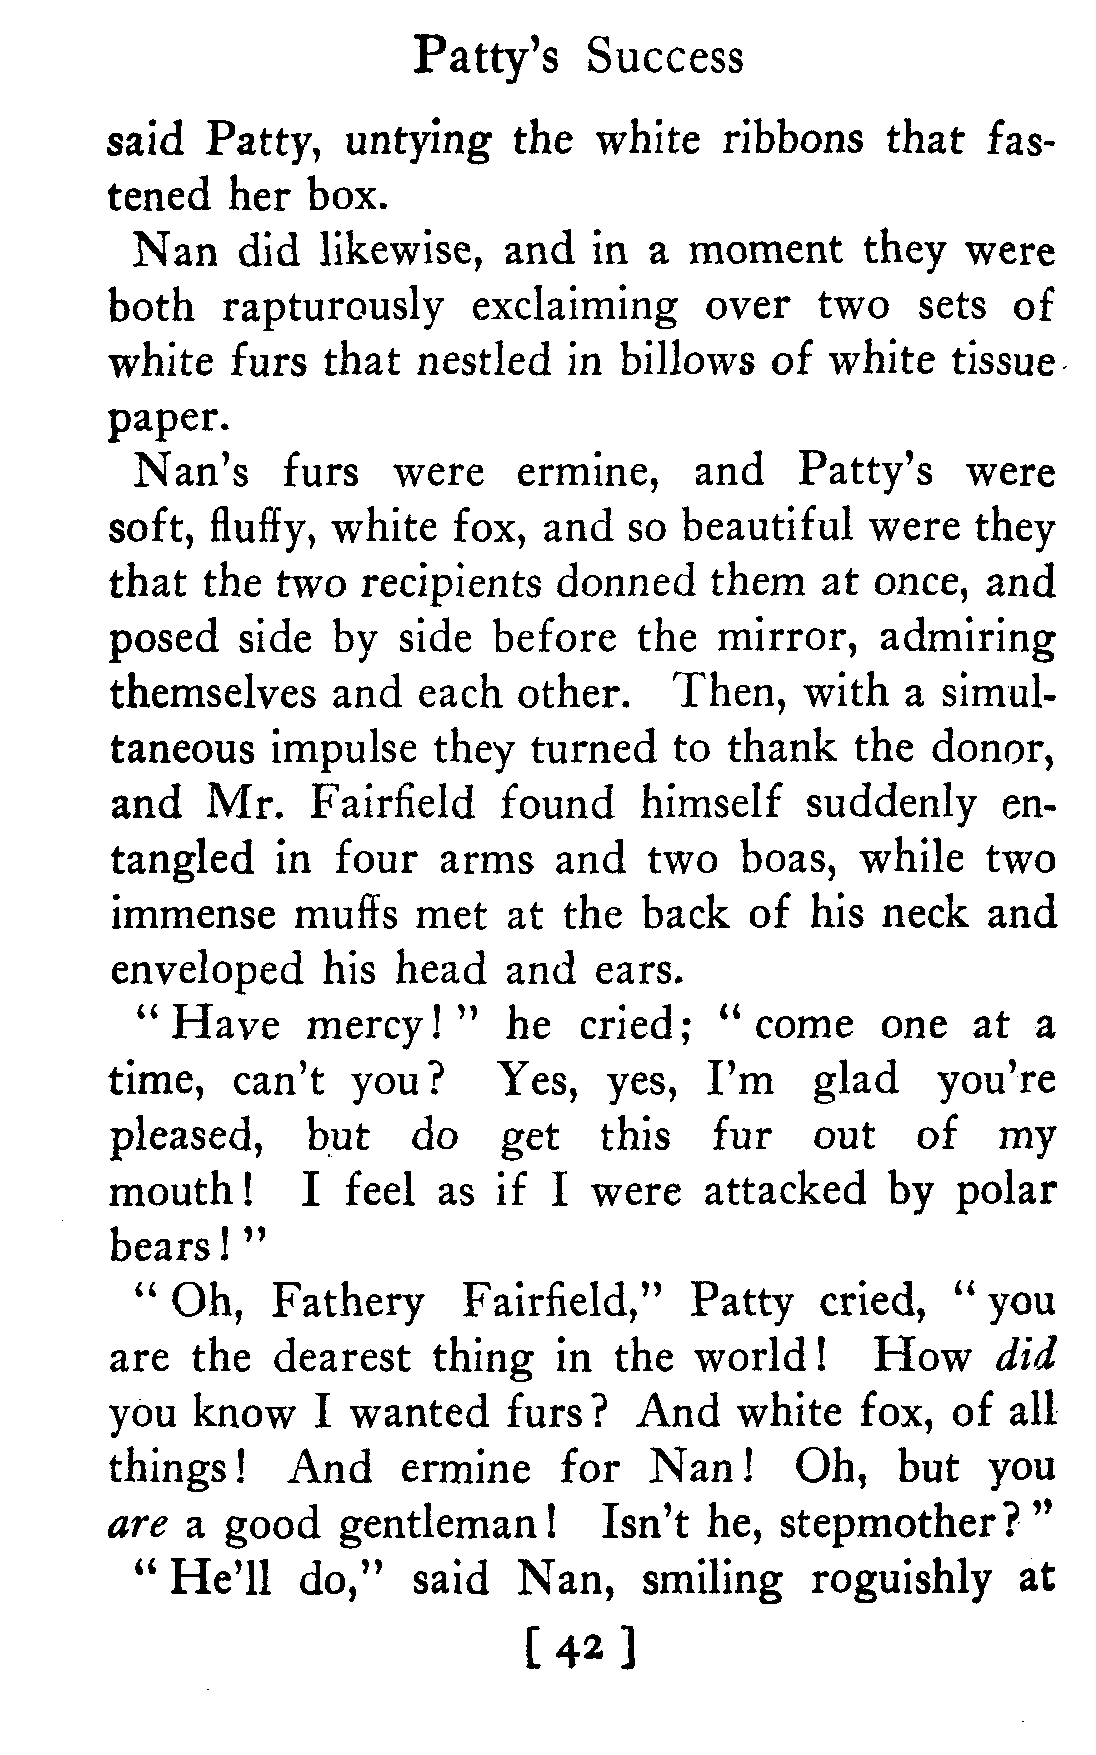 Patty's Success
said Patty, untying the white ribbons that fas-
tened her box.
Nan did likewise, and in a moment they were
both rapturously exclaiming over two sets of
white furs that nestled in billows of white tissue
paper.
Nan's furs were ermine, and Patty's were
soft, fluffy, white fox, and so beautiful were they
that the two recipients donned them at once, and
posed side by side before the mirror, admiring
themselves and each other. Then, with a simul-
taneous impulse they turned to thank the donor,
and Mr. Fairfield found himself suddenly en-
tangled in four arms and two boas, while two
immense muffs met at the back of his neck and
enveloped his head and ears.
"Have mercy!" he cried; "come one at a
time, can't you? Yes, yes, I'm glad you're
pleased, but do get this fur out of my
mouth! I feel as if I were attacked by polar
bears!"
"Oh, Fathery Fairfield," Patty cried, "you
are the dearest thing in the world! How did
you know I wanted furs? And white fox, of all
things! And ermine for Nan! Oh, but you
are a good gentleman! Isn't he, stepmother?"
"He'll do," said Nan, smiling roguishly at
[ 42 ]